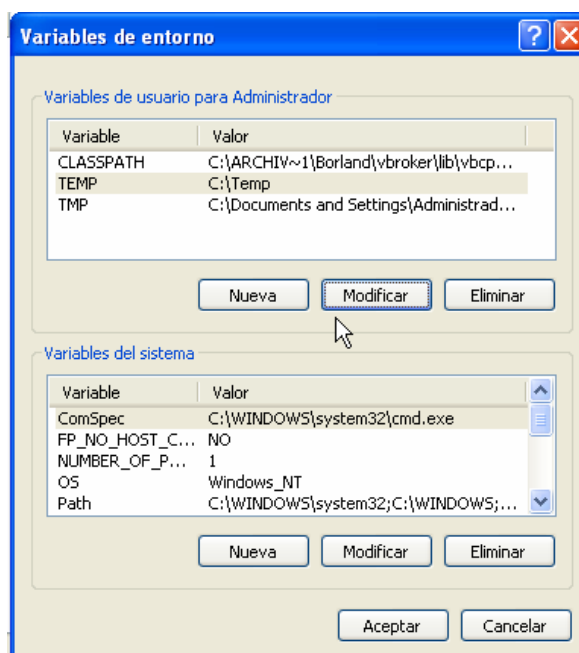 Variables de entorno
Variables de usuario para Administrador
Variable Valor
CLASSPATH C:\ARCHIV~1\Borland\vbroker\lib\vbcp...
TEMP C:\Temp
TMP C:\Documents and Settings\Administrad...
Nueva Modificar Eliminar
Variables del sistema
Variable Valor
ComSpec C:\WINDOWS\system32\cmd.exe
FP_NO_HOST_C... NO
NUMBER_OF_P... 1
OS Windows_NT
Path C:\WINDOWS\system32;C:\WINDOWS;...
Nueva Modificar Eliminar
Aceptar Cancelar